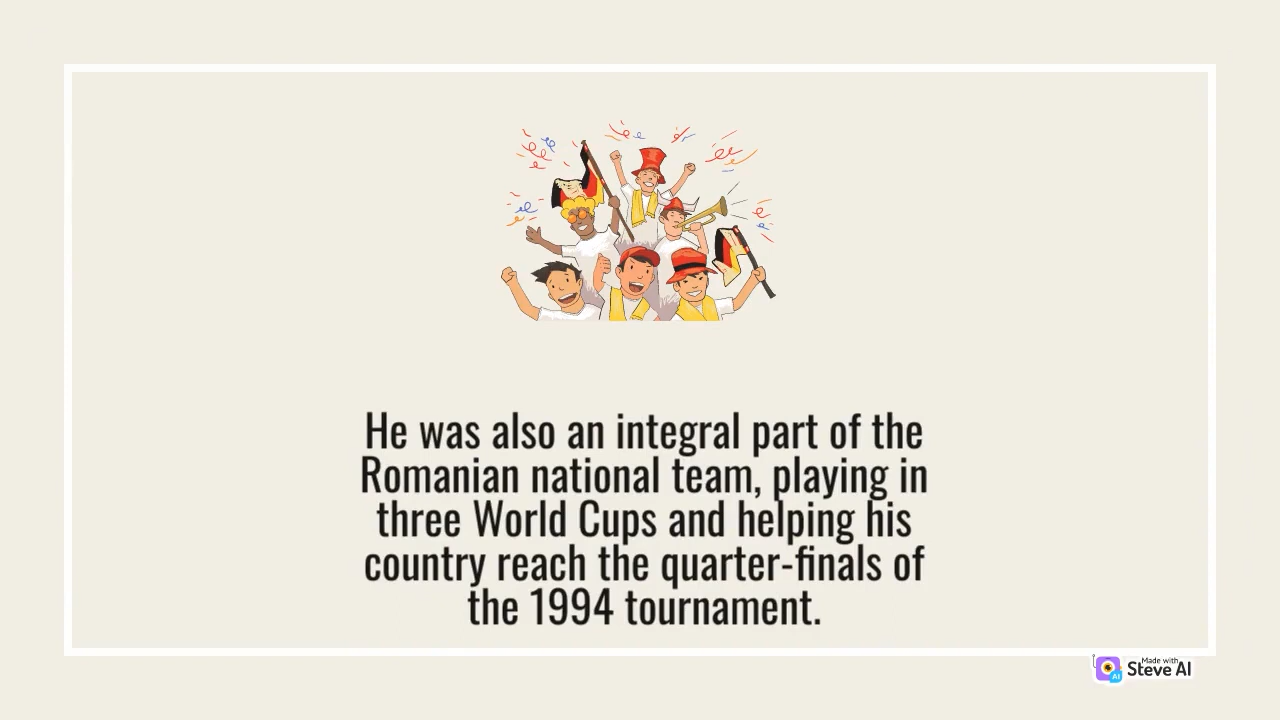 He was also an integral part of the
Romanian national team, playing in
three World Cups and helping his
country reach the quarter-finals of
the 1994 tournament.
Made with
Steve AI
AI